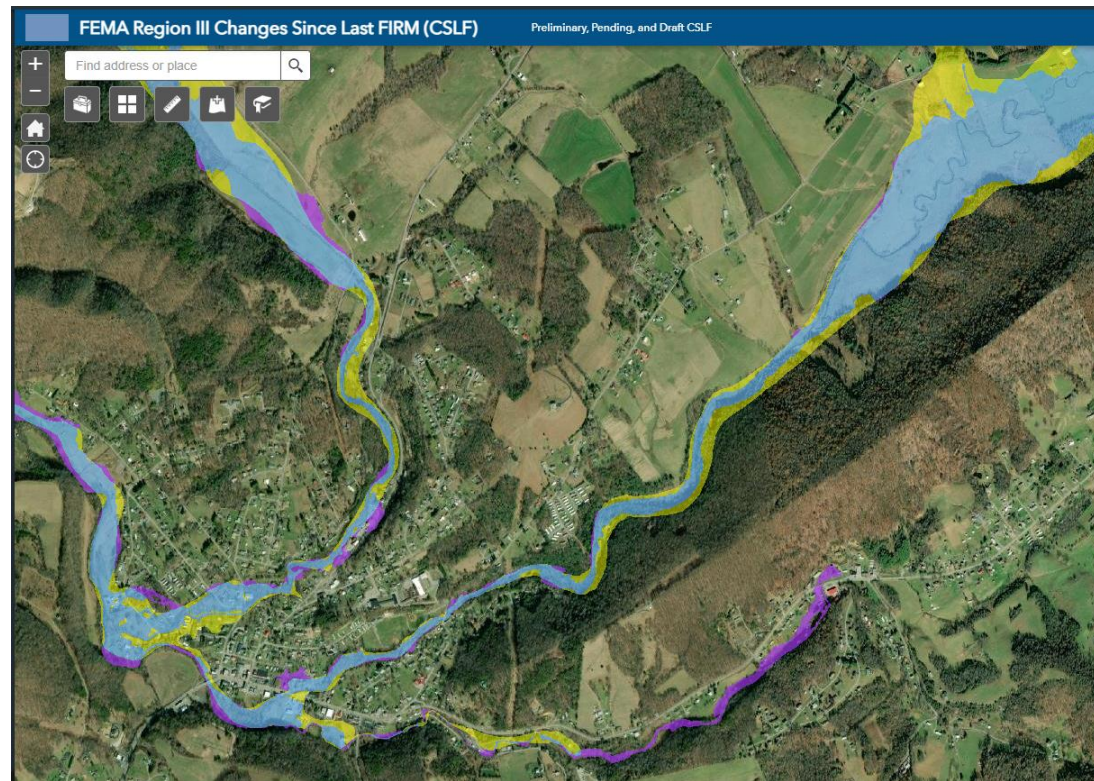 FEMA Region III Changes Since Last FIRM (CSLF)
Preliminary, Pending, and Draft CSLF
+
Find address or place
−